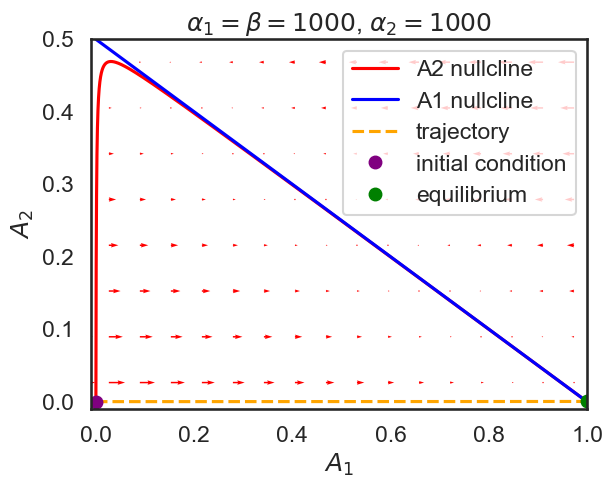 α₁ = β = 1000, α₂ = 1000
A2 nullcline
A1 nullcline
trajectory
initial condition
equilibrium
A₂
0.5
0.4
0.3
0.2
0.1
0.0
0.0 0.2 0.4 0.6 0.8 1.0
A₁